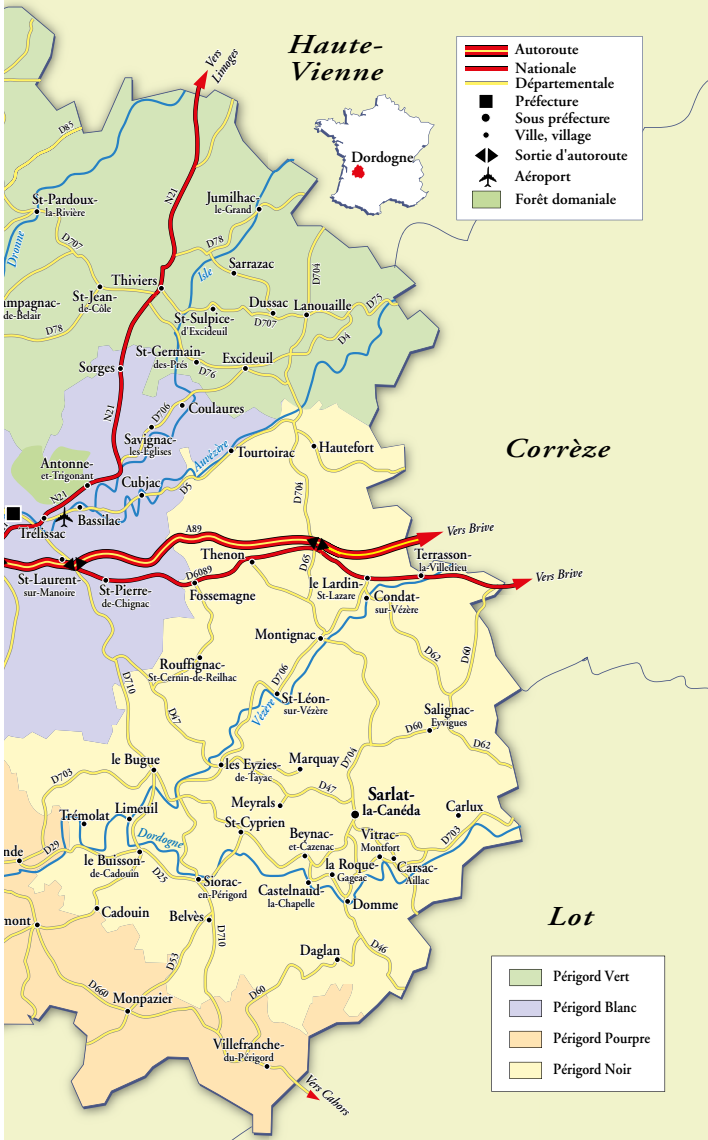 Haute-
Vienne
Vers
Limoges
Autoroute
Nationale
Départementale
Préfecture
Sous préfecture
Ville, village
Sortie d'autoroute
Aéroport
Forêt domaniale
Dordogne
D85
N21
St-Pardoux-
la-Rivière
Jumilhac-
le-Grand
Dronne
D707
D78
D704
Sarrazac
Isle
Thiviers
St-Jean-
de-Côle
mpagnac-
de-Belair
D78
St-Sulpice-
d'Excideuil
Dussac
D707
Lanouaille
D75
D4
St-Germain-
des-Prés
D76
Excideuil
Sorges
N21
D706
Coulaures
Savignac-
les-Eglises
Auvézère
Tourtoirac
Hautefort
Corrèze
Antonne-
et-Trigonant
Cubjac
D5
D704
N21
Bassilac
Trélissac
A89
Vers Brive
Thenon
D65
Terrasson-
la-Villedieu
Vers Brive
St-Laurent-
sur-Manoire
St-Pierre-
de-Chignac
D6089
Fossemagne
le Lardin-
St-Lazare
Condat-
sur-Vézère
Montignac
D62
D60
Rouffignac-
St-Cernin-de-Reilhac
D710
D706
St-Léon-
sur-Vézère
Vézère
D47
Salignac-
Eyvigues
D60
D62
D704
le Bugue
les Eyzies-
de-Tayac
Marquay
D703
D47
Meyrals
Sarlat-
la-Canéda
Carlux
Trémolat
Limeuil
St-Cyprien
Beynac-
et-Cazenac
Vitrac-
Montfort
D703
Dordogne
nde
D29
le Buisson-
de-Cadouin
D25
Siorac-
en-Périgord
Castelnaud-
la-Chapelle
la Roque-
Gageac
Carsac-
Aillac
Domme
Cadouin
Belvès
mont
D710
D46
Daglan
Lot
D53
D660
D60
Monpazier
Villefranche-
du-Périgord
Vers Cahors
Périgord Vert
Périgord Blanc
Périgord Pourpre
Périgord Noir